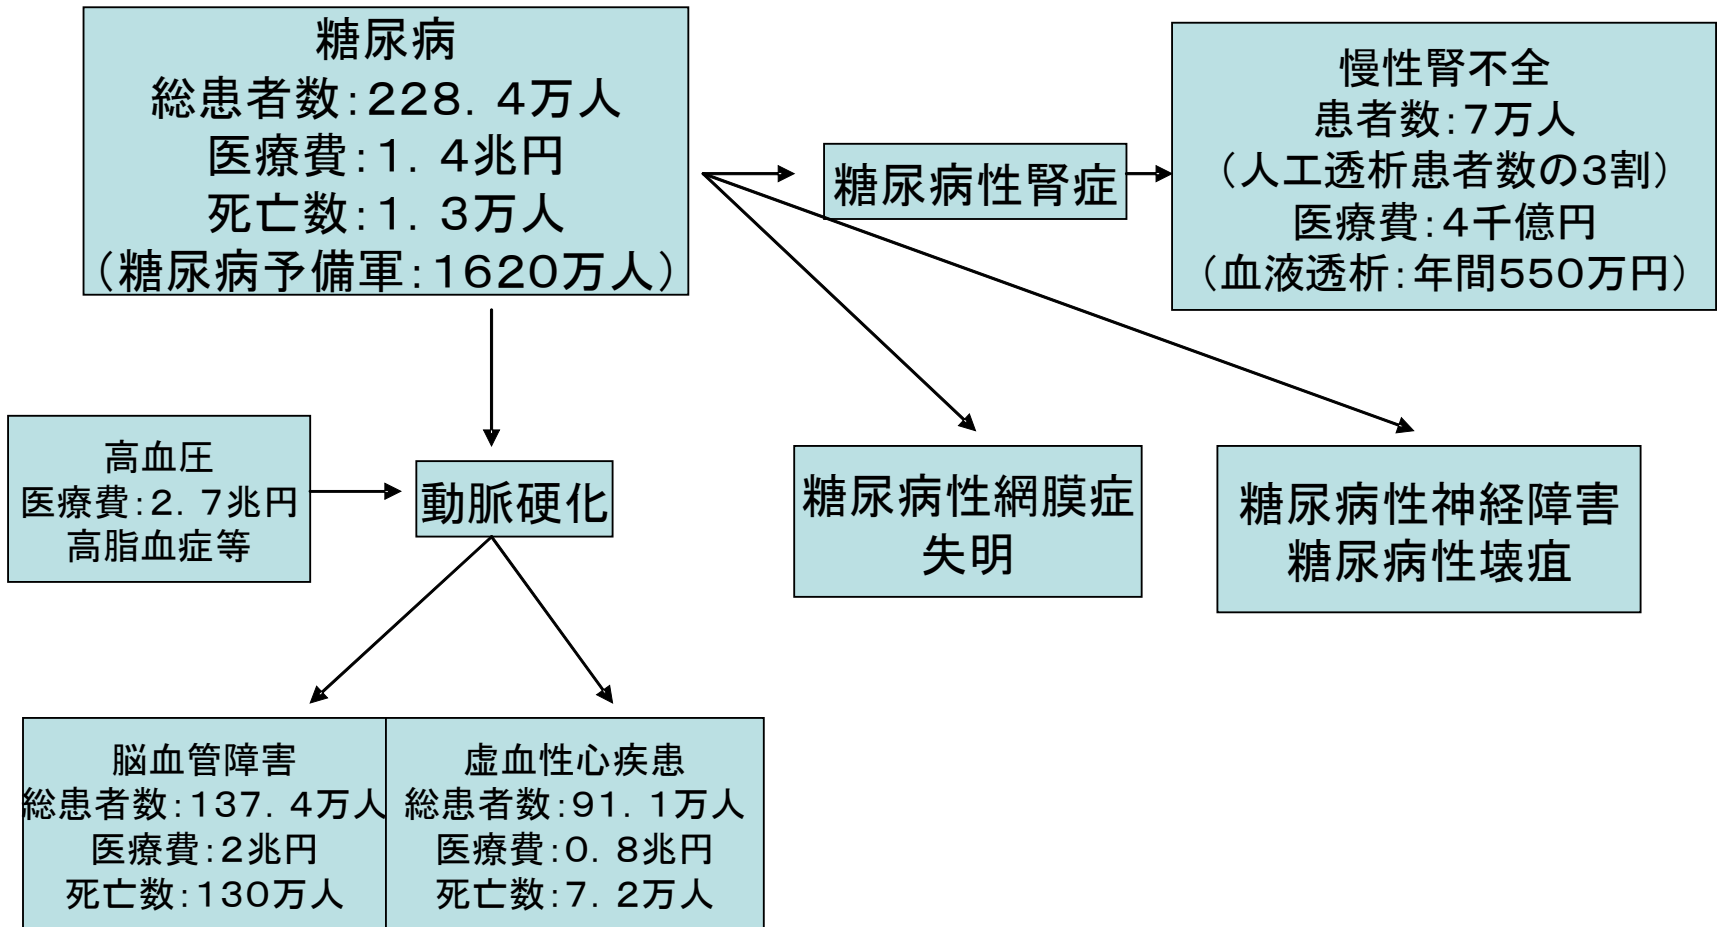 糖尿病
総患者数:228.4万人
医療費:1.4兆円
死亡数:1.3万人
(糖尿病予備軍:1620万人)
慢性腎不全
患者数:7万人
(人工透析患者数の3割)
医療費:4千億円
(血液透析:年間550万円)
糖尿病性腎症
高血圧
医療費:2.7兆円
高脂血症等
動脈硬化
糖尿病性網膜症
失明
糖尿病性神経障害
糖尿病性壊疽
脳血管障害
総患者数:137.4万人
医療費:2兆円
死亡数:130万人
虚血性心疾患
総患者数:91.1万人
医療費:0.8兆円
死亡数:7.2万人